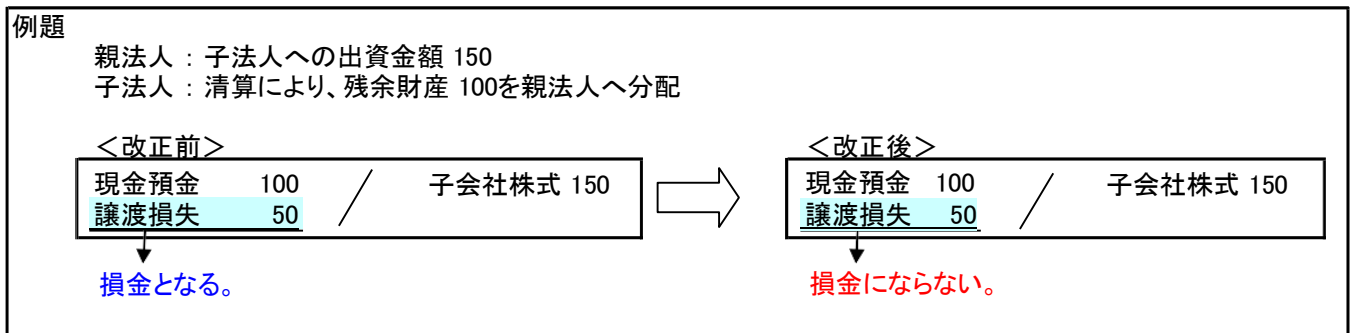 例題
親法人 : 子法人への出資金額 150
子法人 : 清算により、残余財産 100を親法人へ分配
＜改正前＞
現金預金 100 / 子会社株式 150
譲渡損失 50
損金となる。
＜改正後＞
現金預金 100 / 子会社株式 150
譲渡損失 50
損金にならない。